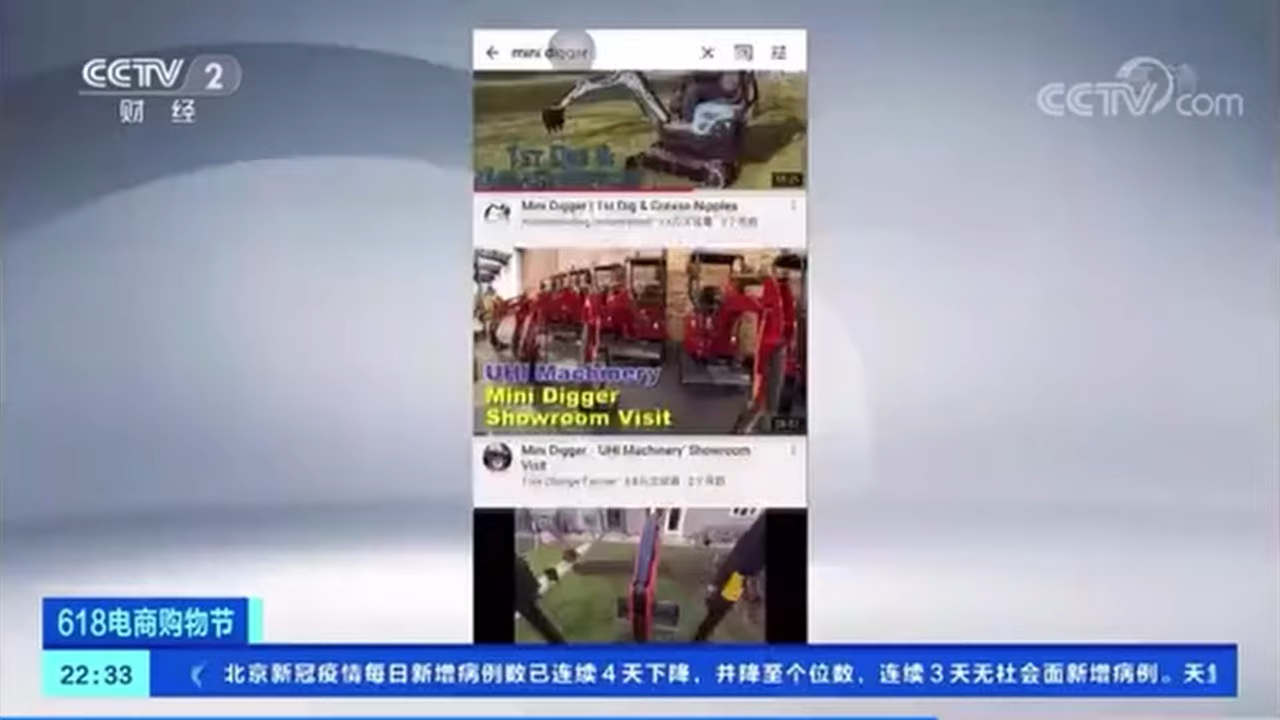 CCTV 2
财经
CCTV com
mini digger
Mini Digger | 1st Dig & Grease Nipples
UHI Machinery
Mini Digger
Showroom Visit
Mini Digger - 'UHI Machinery' Showroom
Visit
618电商购物节
22:33
北京新冠疫情每日新增病例数已连续4天下降，并降至个位数，连续3天无社会面新增病例。天